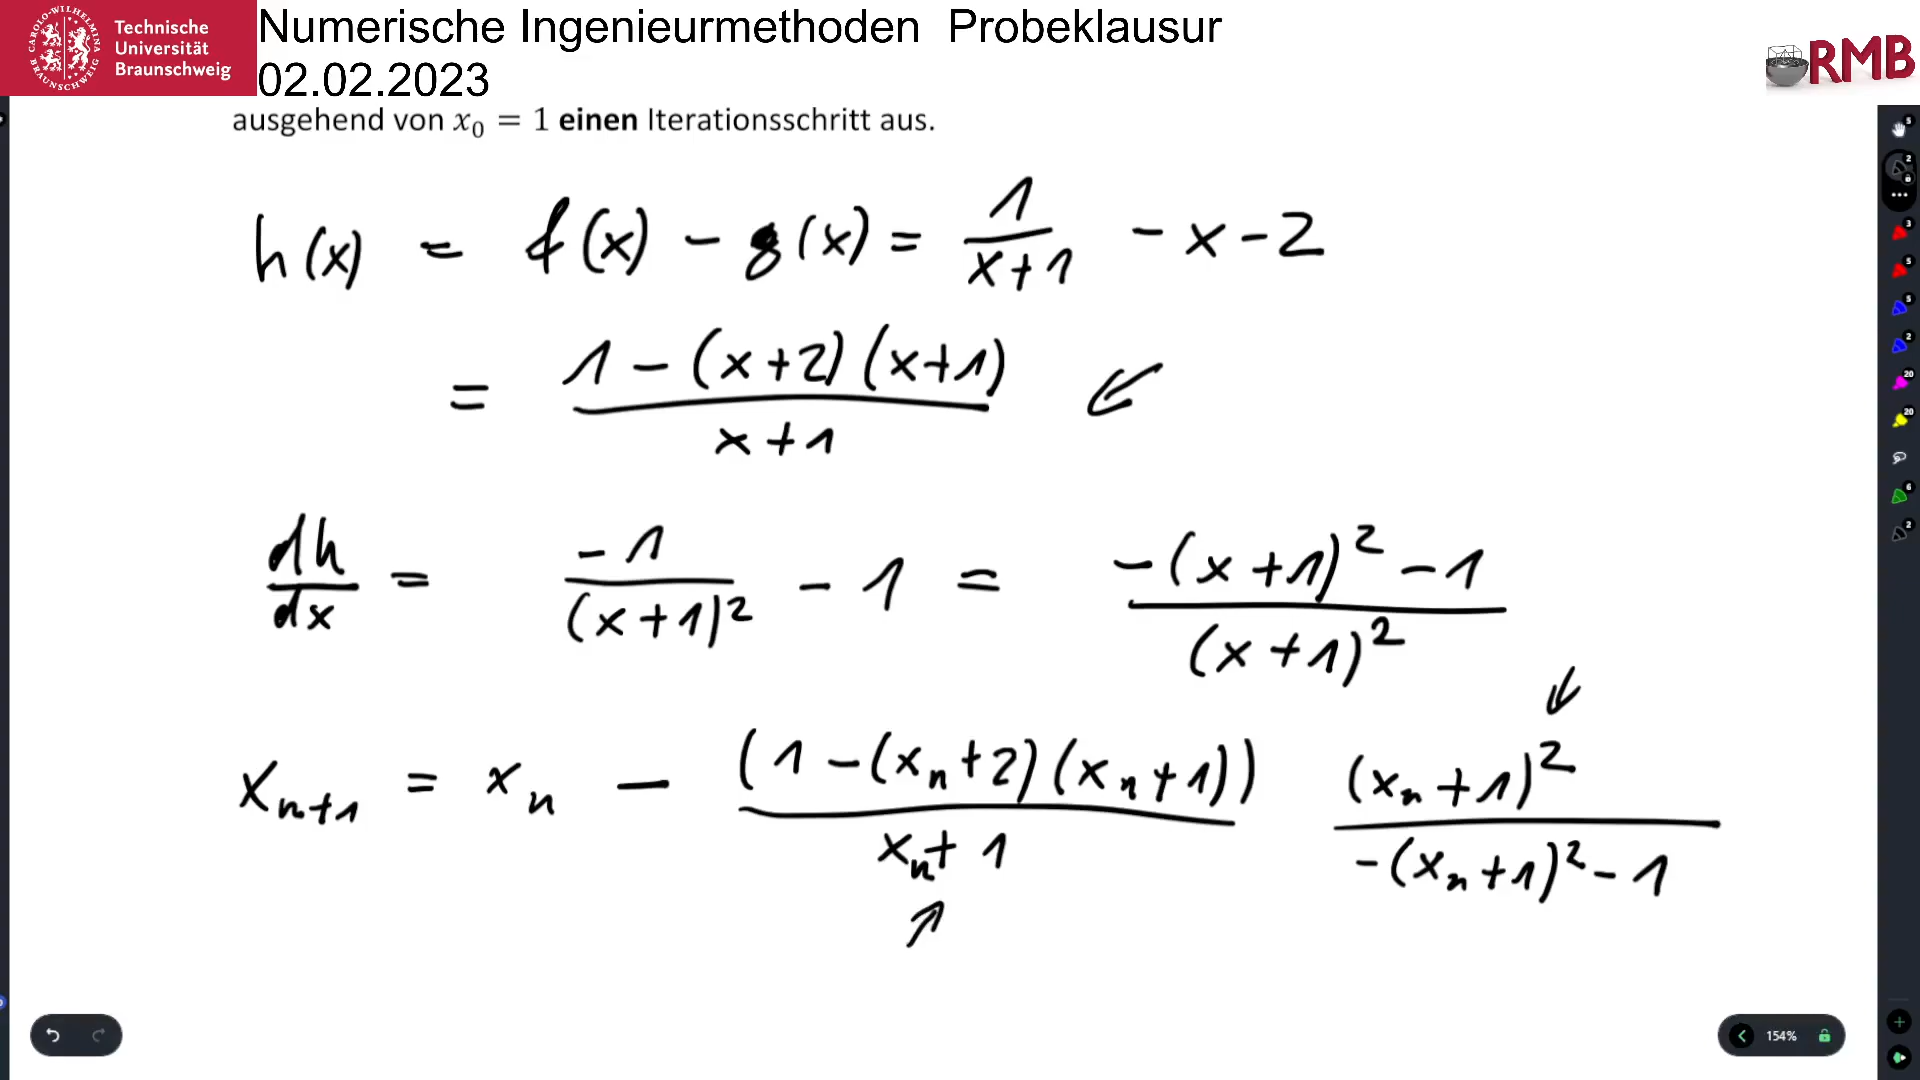 Technische
Universität
Braunschweig
Numerische Ingenieurmethoden Probeklausur
02.02.2023
RMB
ausgehend von x₀ = 1 einen Iterationsschritt aus.
h(x) = f(x) - g(x) = 1/(x+1) - x - 2
= (1 - (x+2)(x+1))/(x+1)
dh/dx = -1/(x+1)² - 1 = (-(x+1)² - 1)/(x+1)²
xₙ₊₁ = xₙ - (1 - (xₙ+2)(xₙ+1))/(xₙ+1) (xₙ+1)²/(-(xₙ+1)² - 1)
154%